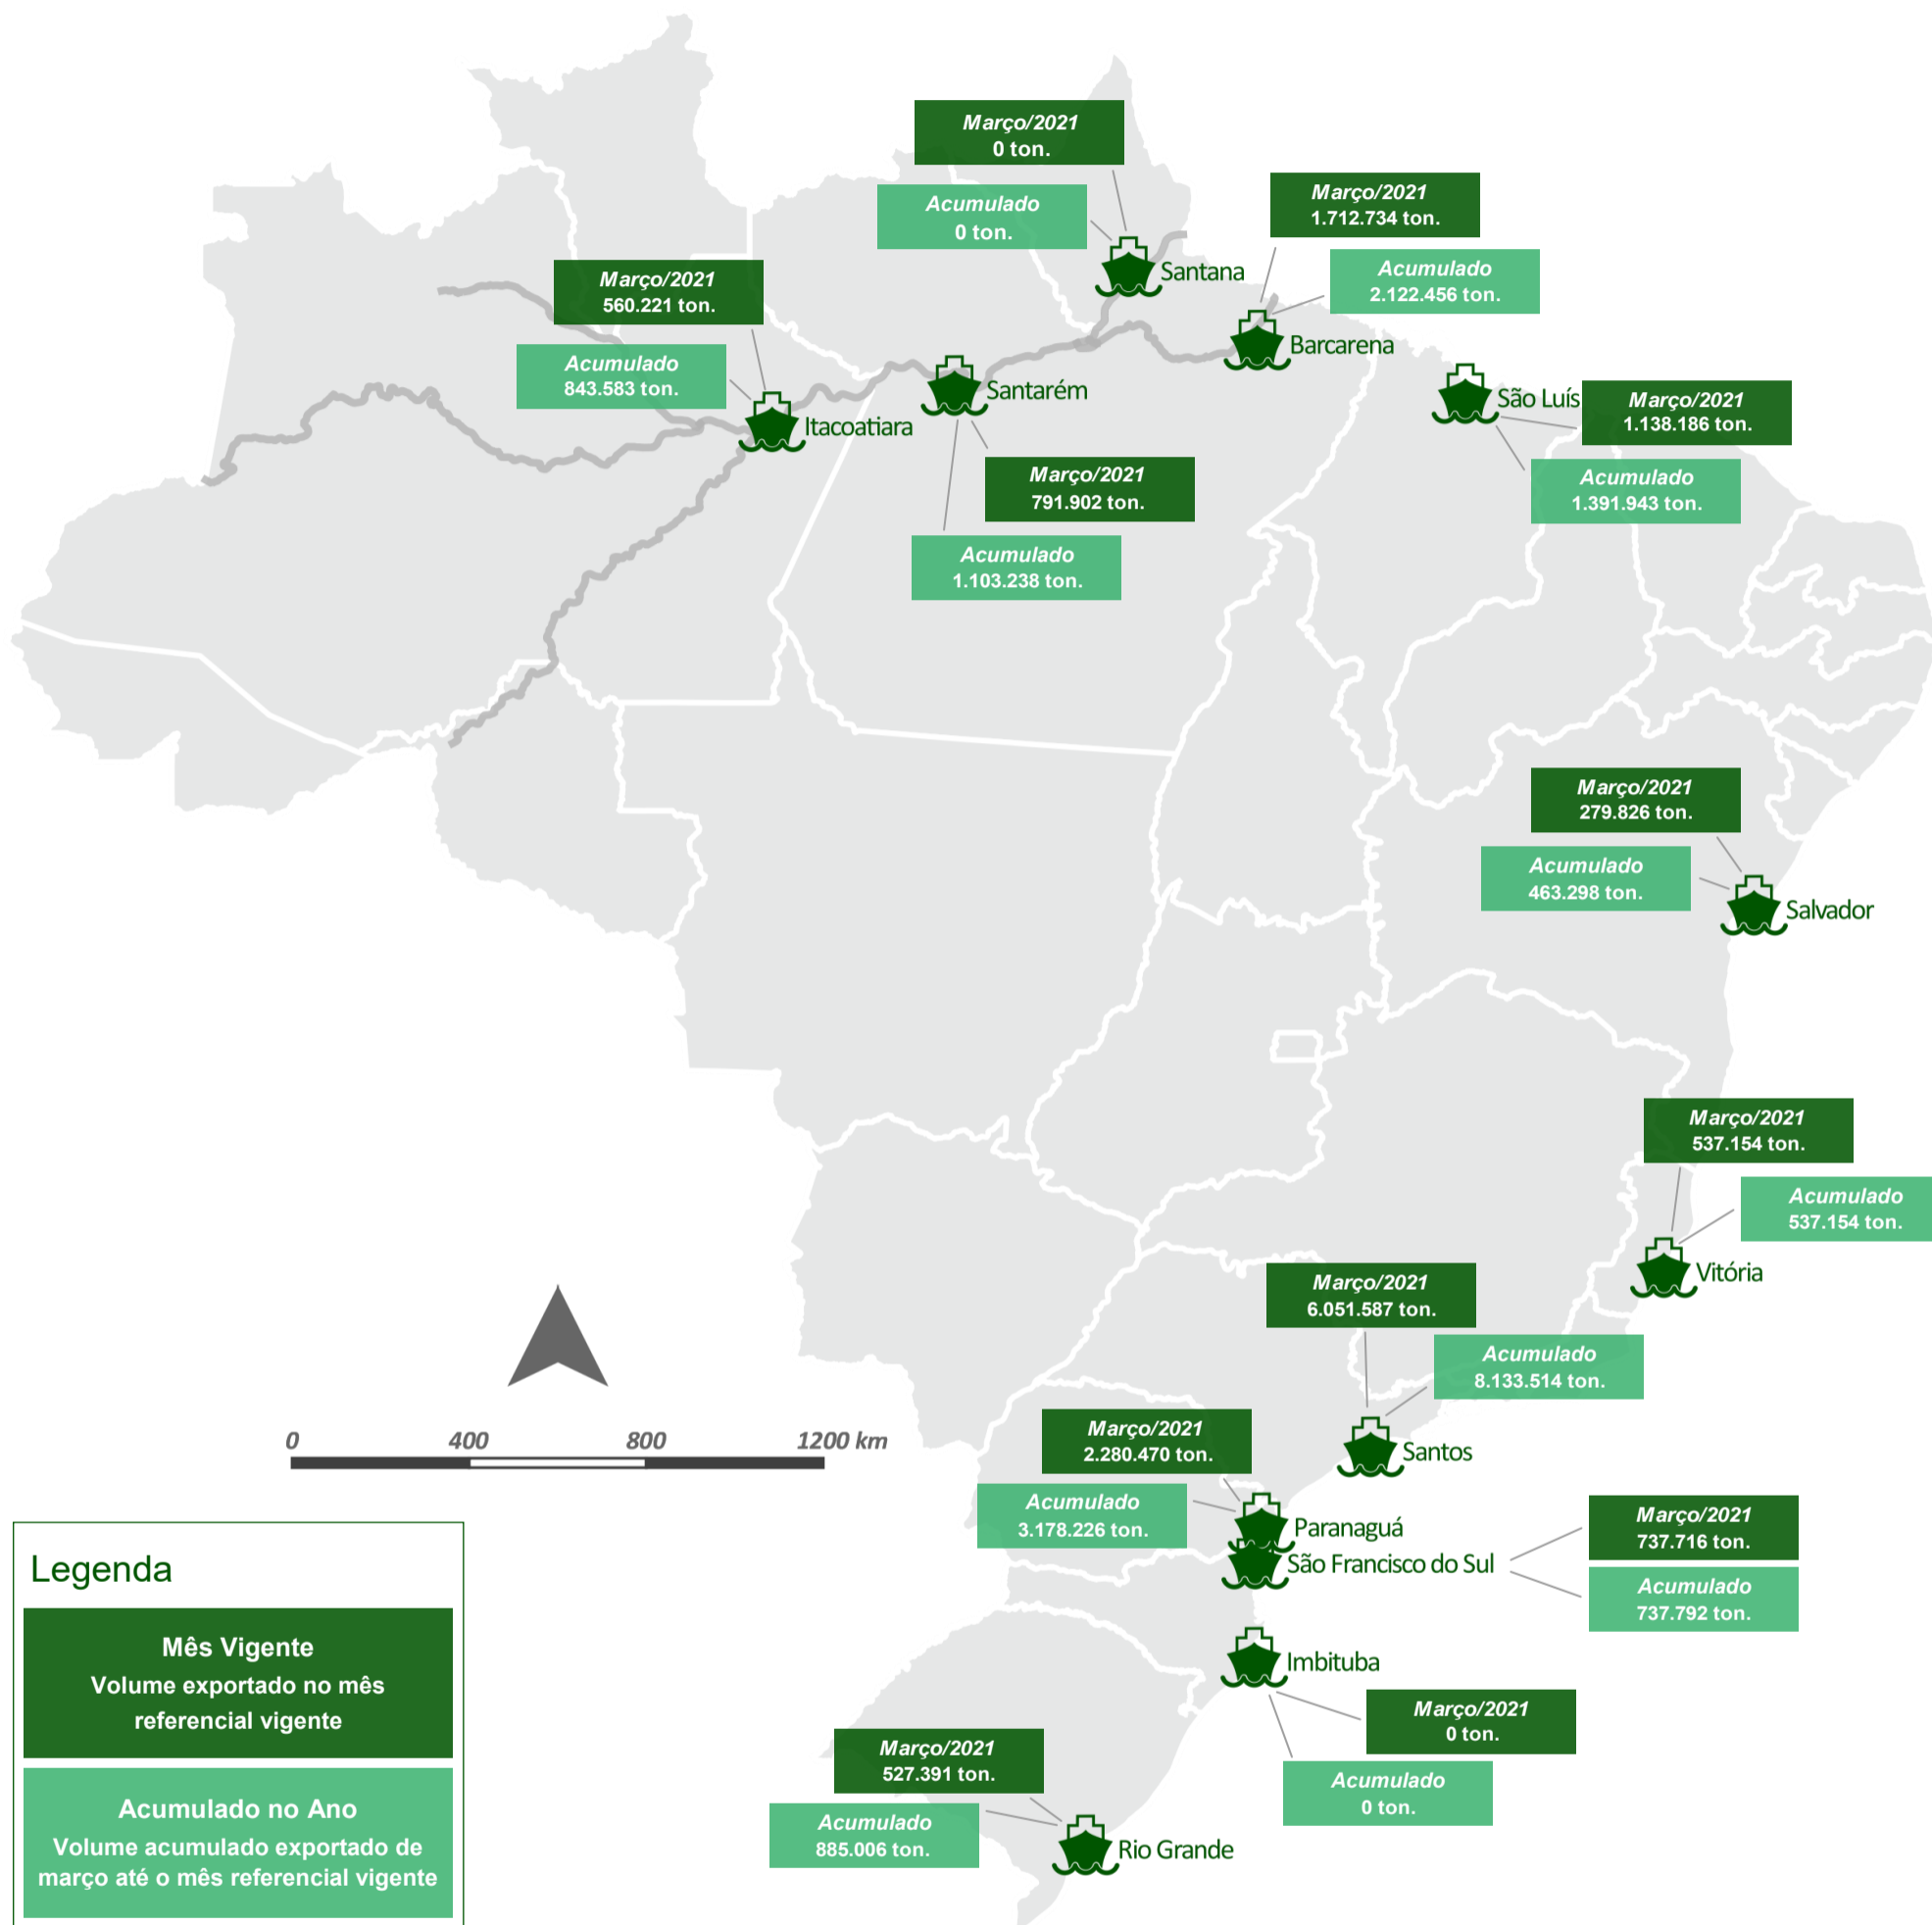 Março/2021
0 ton.
Acumulado
0 ton.
Santana
Março/2021
1.712.734 ton.
Acumulado
2.122.456 ton.
Barcarena
Março/2021
560.221 ton.
Acumulado
843.583 ton.
Itacoatiara
Santarém
Março/2021
791.902 ton.
Acumulado
1.103.238 ton.
São Luís
Março/2021
1.138.186 ton.
Acumulado
1.391.943 ton.
Março/2021
279.826 ton.
Acumulado
463.298 ton.
Salvador
Março/2021
537.154 ton.
Acumulado
537.154 ton.
Vitória
Março/2021
6.051.587 ton.
Acumulado
8.133.514 ton.
Santos
Março/2021
2.280.470 ton.
Acumulado
3.178.226 ton.
Paranaguá
São Francisco do Sul
Março/2021
737.716 ton.
Acumulado
737.792 ton.
Imbituba
Março/2021
0 ton.
Acumulado
0 ton.
Março/2021
527.391 ton.
Acumulado
885.006 ton.
Rio Grande
0 400 800 1200 km
Legenda
Mês Vigente
Volume exportado no mês
referencial vigente
Acumulado no Ano
Volume acumulado exportado de
março até o mês referencial vigente